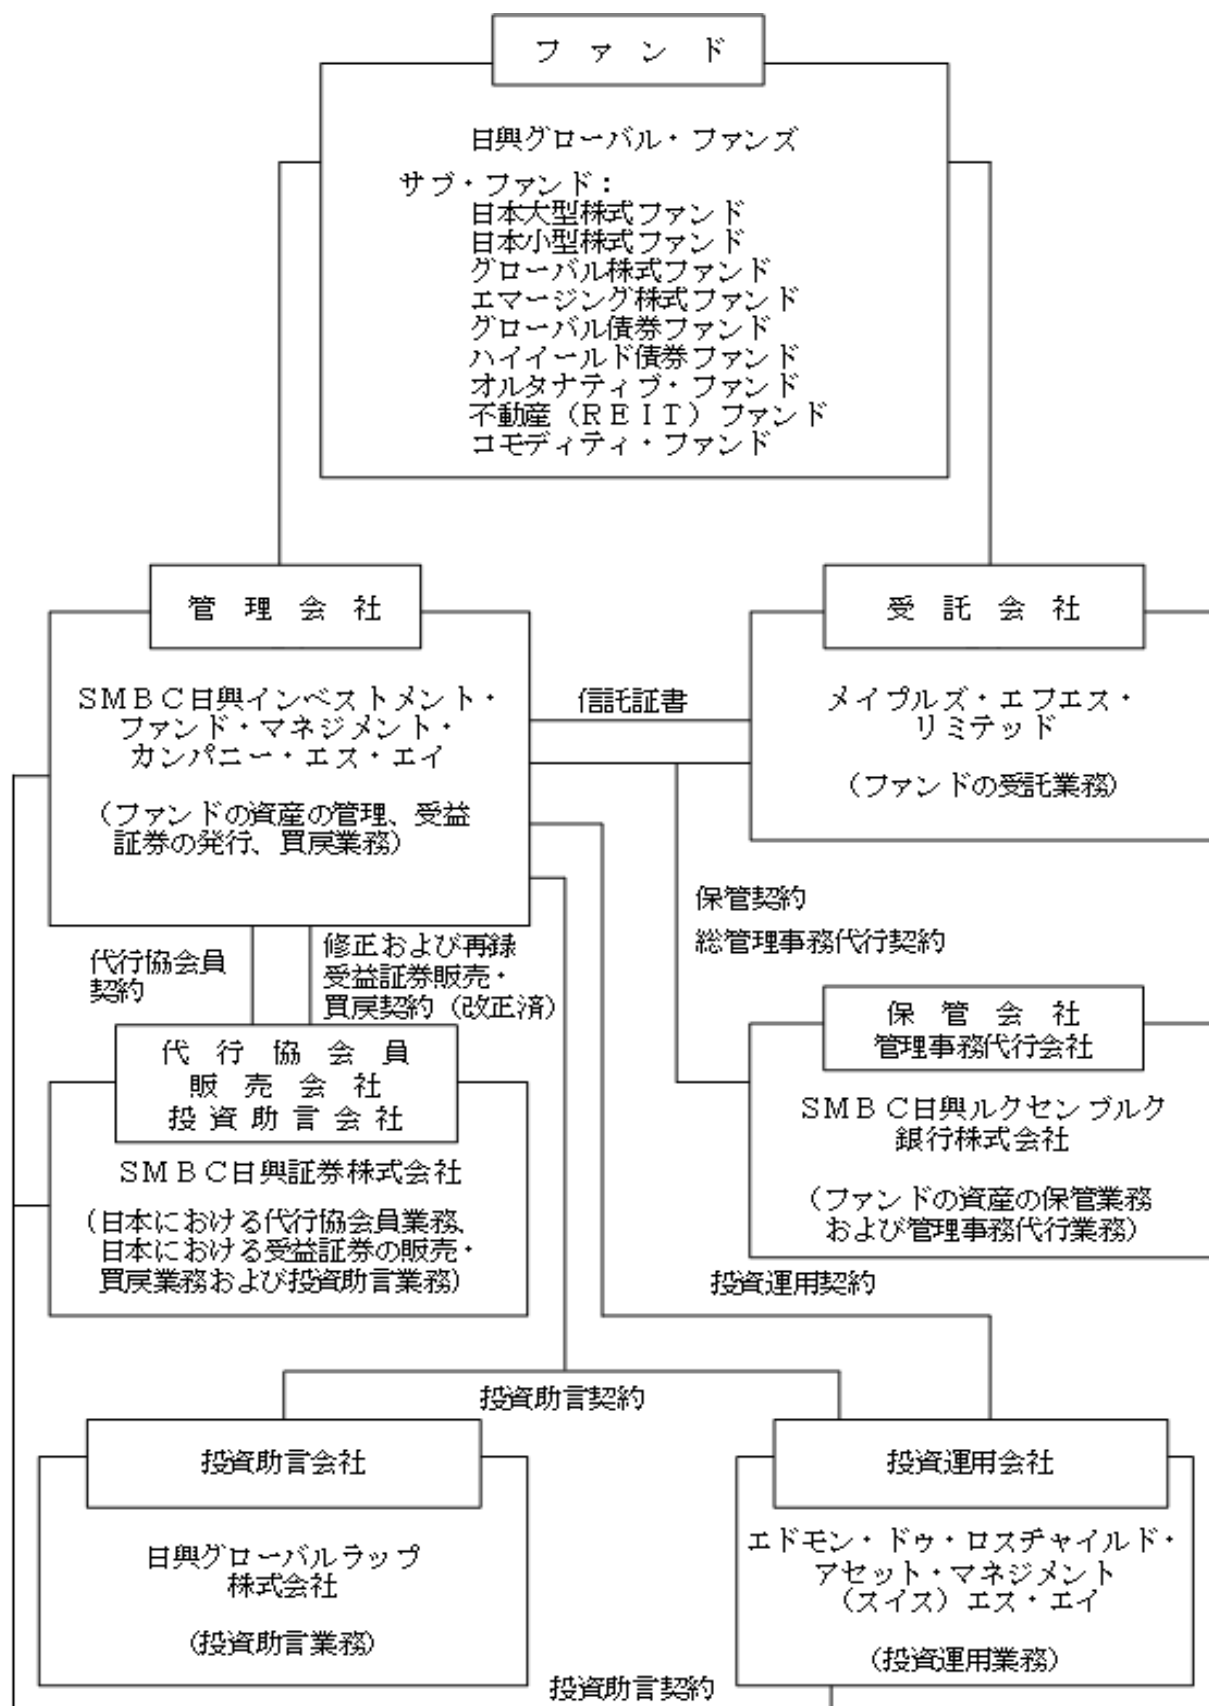 ファンド
日興グローバル・ファンズ
サブ・ファンド：
日本大型株式ファンド
日本小型株式ファンド
グローバル株式ファンド
エマージング株式ファンド
グローバル債券ファンド
ハイイールド債券ファンド
オルタナティブ・ファンド
不動産（ＲＥＩＴ）ファンド
コモディティ・ファンド
管理会社
ＳＭＢＣ日興インベストメント・
ファンド・マネジメント・
カンパニー・エス・エイ
（ファンドの資産の管理、受益
証券の発行、買戻業務）
信託証書
受託会社
メイプルズ・エフエス・
リミテッド
（ファンドの受託業務）
保管契約
総管理事務代行契約
代行協会員
契約
修正および再録
受益証券販売・
買戻契約（改正済）
保管会社
管理事務代行会社
ＳＭＢＣ日興ルクセンブルク
銀行株式会社
（ファンドの資産の保管業務
および管理事務代行業務）
代行協会員
販売会社
投資助言会社
ＳＭＢＣ日興証券株式会社
（日本における代行協会員業務、
日本における受益証券の販売・
買戻業務および投資助言業務）
投資運用契約
投資助言契約
投資助言会社
日興グローバルラップ
株式会社
（投資助言業務）
投資運用会社
エドモン・ドゥ・ロスチャイルド・
アセット・マネジメント
（スイス）エス・エイ
（投資運用業務）
投資助言契約